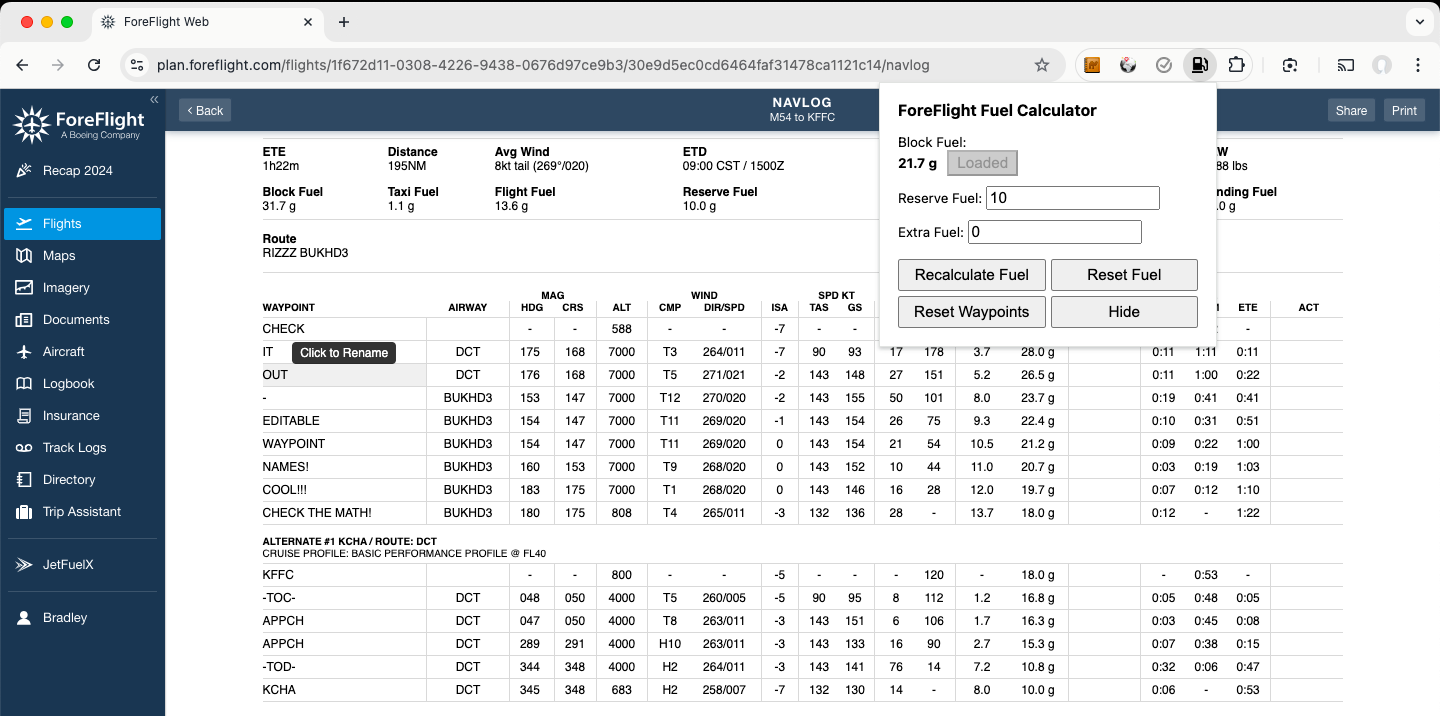 ForeFlight Web
plan.foreflight.com/flights/1f672d11-0308-4226-9438-0676d97ce9b3/30e9d5ec0cd6464faf31478ca1121c14/navlog
ForeFlight
A Boeing Company
Recap 2024
Flights
Maps
Imagery
Documents
Aircraft
Logbook
Insurance
Track Logs
Directory
Trip Assistant
JetFuelX
Bradley
< Back
NAVLOG
M54 to KFFC
Share
Print
ForeFlight Fuel Calculator
Block Fuel:
21.7 g Loaded
Reserve Fuel: 10
Extra Fuel: 0
Recalculate Fuel Reset Fuel
Reset Waypoints Hide
ETE Distance Avg Wind ETD W
1h22m 195NM 8kt tail (269°/020) 09:00 CST / 1500Z 88 lbs
Block Fuel Taxi Fuel Flight Fuel Reserve Fuel nding Fuel
31.7 g 1.1 g 13.6 g 10.0 g .0 g
Route
RIZZZ BUKHD3
MAG WIND SPD KT
WAYPOINT AIRWAY HDG CRS ALT CMP DIR/SPD ISA TAS GS ETE ACT
CHECK - - 588 - - -7 - - -
IT Click to Rename DCT 175 168 7000 T3 264/011 -7 90 93 17 178 3.7 28.0 g 0:11 1:11 0:11
OUT DCT 176 168 7000 T5 271/021 -2 143 148 27 151 5.2 26.5 g 0:11 1:00 0:22
- BUKHD3 153 147 7000 T12 270/020 -2 143 155 50 101 8.0 23.7 g 0:19 0:41 0:41
EDITABLE BUKHD3 154 147 7000 T11 269/020 -1 143 154 26 75 9.3 22.4 g 0:10 0:31 0:51
WAYPOINT BUKHD3 154 147 7000 T11 269/020 0 143 154 21 54 10.5 21.2 g 0:09 0:22 1:00
NAMES! BUKHD3 160 153 7000 T9 268/020 0 143 152 10 44 11.0 20.7 g 0:03 0:19 1:03
COOL!!! BUKHD3 183 175 7000 T1 268/020 0 143 146 16 28 12.0 19.7 g 0:07 0:12 1:10
CHECK THE MATH! BUKHD3 180 175 808 T4 265/011 -3 132 136 28 - 13.7 18.0 g 0:12 - 1:22
ALTERNATE #1 KCHA / ROUTE: DCT
CRUISE PROFILE: BASIC PERFORMANCE PROFILE @ FL40
KFFC - - 800 - - -5 - - - 120 - 18.0 g - 0:53 -
-TOC- DCT 048 050 4000 T5 260/005 -5 90 95 8 112 1.2 16.8 g 0:05 0:48 0:05
APPCH DCT 047 050 4000 T8 263/011 -3 143 151 6 106 1.7 16.3 g 0:03 0:45 0:08
APPCH DCT 289 291 4000 H10 263/011 -3 143 133 16 90 2.7 15.3 g 0:07 0:38 0:15
-TOD- DCT 344 348 4000 H2 264/011 -3 143 141 76 14 7.2 10.8 g 0:32 0:06 0:47
KCHA DCT 345 348 683 H2 258/007 -7 132 130 14 - 8.0 10.0 g 0:06 - 0:53